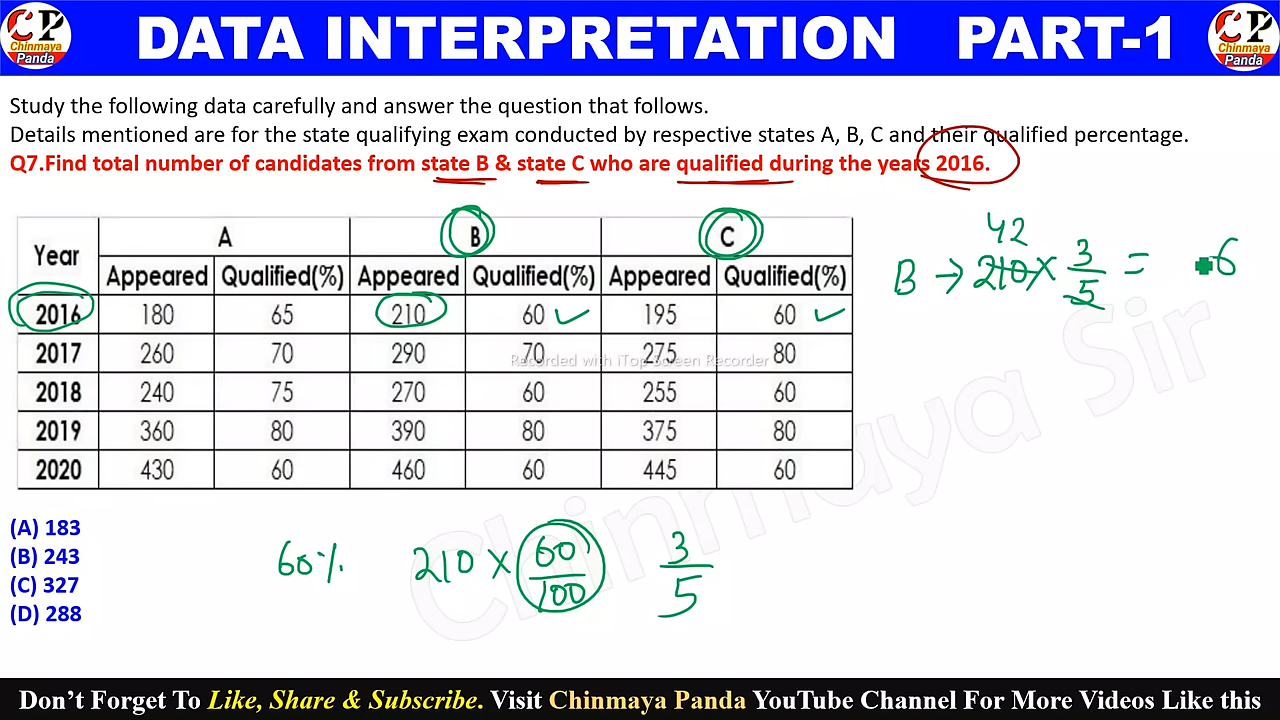 CP DATA INTERPRETATION PART-1 CP
Chinmaya Panda Chinmaya Panda
Study the following data carefully and answer the question that follows.
Details mentioned are for the state qualifying exam conducted by respective states A, B, C and their qualified percentage.
Q7.Find total number of candidates from state B & state C who are qualified during the years 2016.
Year A B C
Appeared Qualified(%) Appeared Qualified(%) Appeared Qualified(%)
2016 180 65 210 60 195 60
2017 260 70 290 70 275 80
2018 240 75 270 60 255 60
2019 360 80 390 80 375 80
2020 430 60 460 60 445 60
Recorded with iTop Screen Recorder
42
B → 210 × 3/5 = 6
(A) 183
(B) 243
(C) 327
(D) 288
60% 210 × 60/100 3/5
Chinmaya Sir
Don’t Forget To Like, Share & Subscribe. Visit Chinmaya Panda YouTube Channel For More Videos Like this